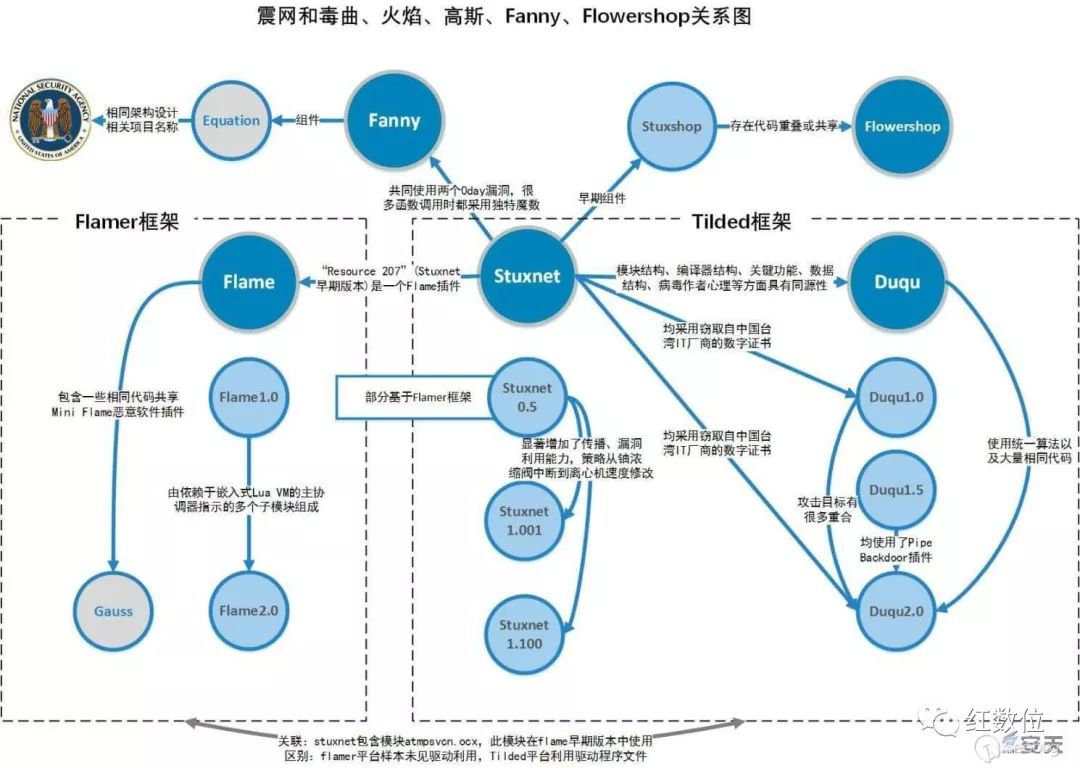 震网和毒曲、火焰、高斯、Fanny、Flowershop关系图
NATIONAL SECURITY AGENCY
UNITED STATES OF AMERICA
相同架构设计
相关项目名称
Equation
组件
Fanny
Stuxshop
存在代码重叠或共享
Flowershop
共同使用两个0day漏洞，很
多函数调用时都采用独特魔数
早期组件
Flamer框架
Tilded框架
Flame
“Resource 207”(Stuxnet
早期版本)是一个Flame插件
Stuxnet
模块结构、编译器结构、关键功能、数据
结构、病毒作者心理等方面具有同源性
Duqu
均采用窃取自中国台
湾IT厂商的数字证书
包含一些相同代码共享
Mini Flame恶意软件插件
Flame1.0
部分基于Flamer框架
Stuxnet
0.5
Duqu1.0
显著增加了传播、漏洞
利用能力，策略从铀浓
缩阀中断到离心机速度修改
均采用窃取自中国台
湾IT厂商的数字证书
使用统一算法以
及大量相同代码
由依赖于嵌入式Lua VM的主协
调器指示的多个子模块组成
Stuxnet
1.001
攻击目标有
很多重合
Duqu1.5
均使用了Pipe
Backdoor插件
Gauss
Flame2.0
Stuxnet
1.100
Duqu2.0
关联：stuxnet包含模块atmpsvcn.ocx，此模块在flame早期版本中使用
区别：flamer平台样本未见驱动利用，Tilded平台利用驱动程序文件
红数位
安天